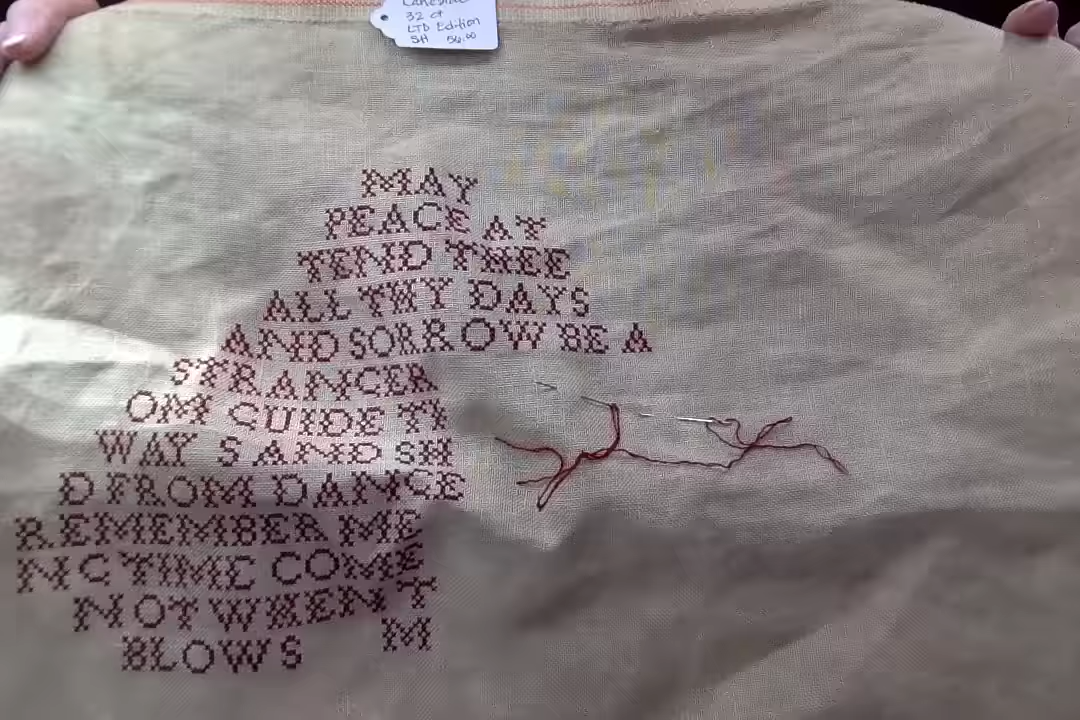 32 ct
LTD Edition
SH 56.00
MAY
PEACE AT
TEND THEE
ALL THY DAYS
AND SORROW BE A
STRANGER
OM GUIDE TH
WAY S AND SH
D FROM DANGE
REMEMBER ME
NG TIME COME
NOT WHEN T
BLOWS M